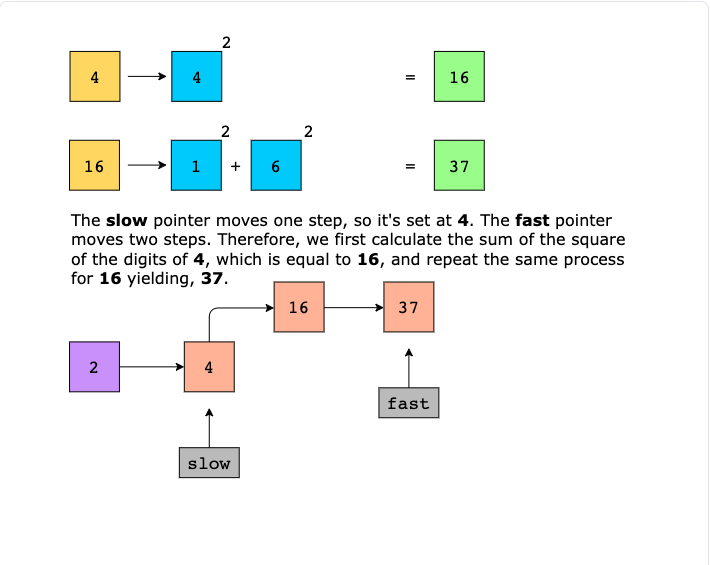 2
4 4 = 16
2 2
16 1 + 6 = 37
The slow pointer moves one step, so it's set at 4. The fast pointer
moves two steps. Therefore, we first calculate the sum of the square
of the digits of 4, which is equal to 16, and repeat the same process
for 16 yielding, 37.
16 37
2 4
fast
slow